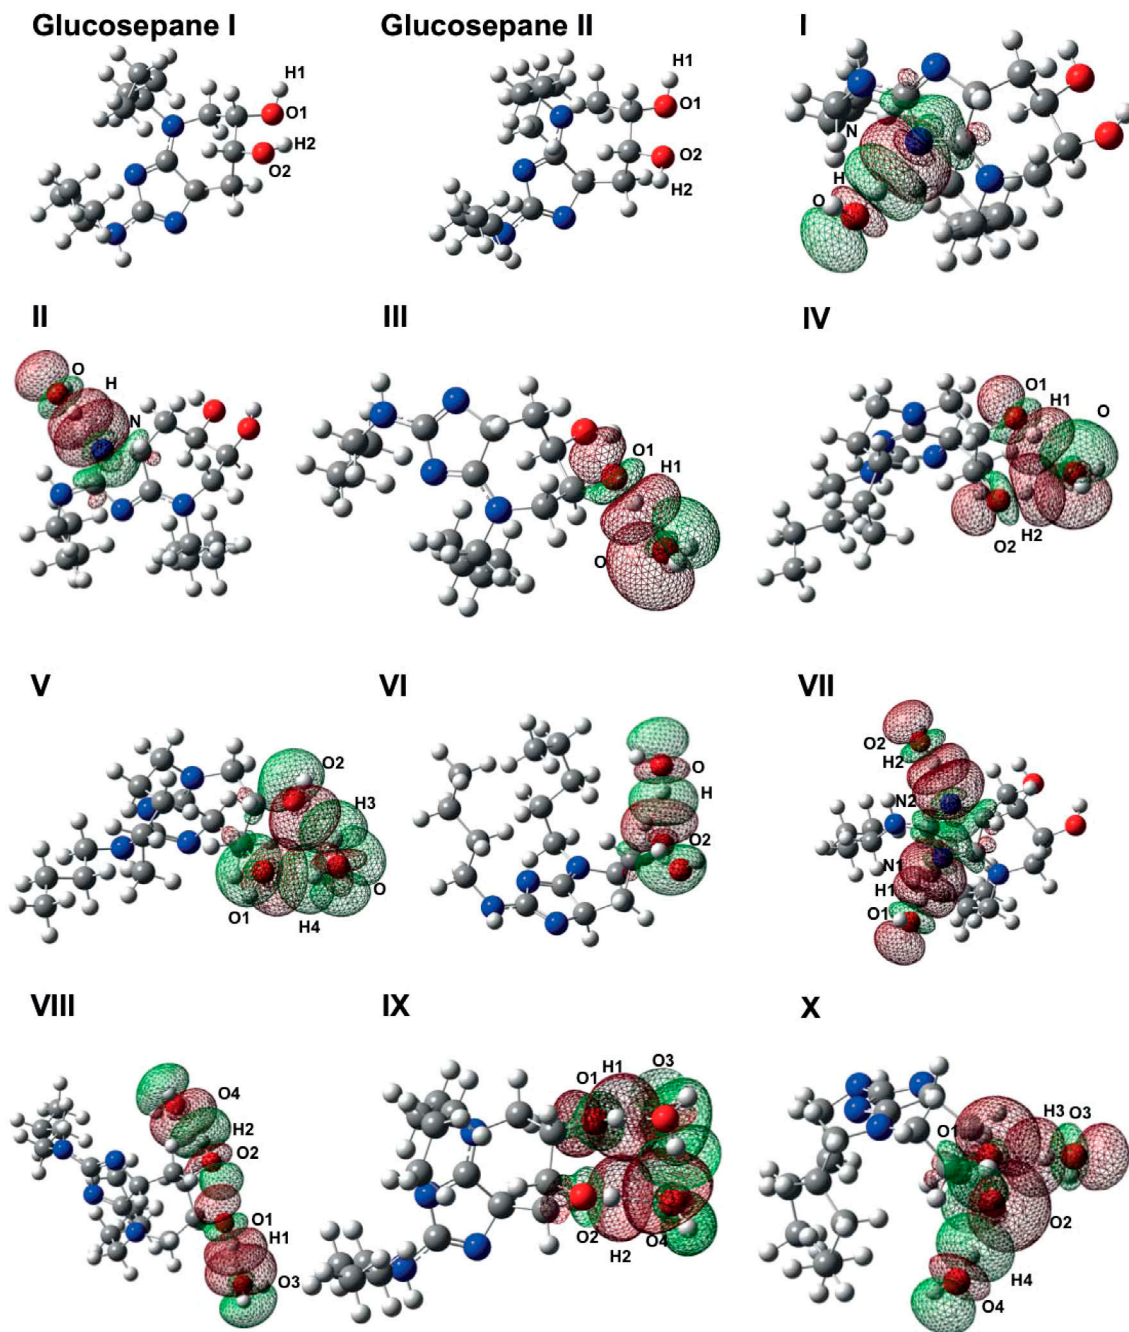 Glucosepane I
Glucosepane II
I
H1
O1
H2
O2
H1
O1
O2
H2
N
H
O
II
III
IV
O
H
N
O1
H1
O
O1
H1
O
H2
O2
V
VI
VII
O2
H3
O
O1
H4
O
H
O2
O2
H2
N2
N1
H1
O1
VIII
IX
X
O4
H2
O2
O1
H1
O3
O1
H1
O3
O2
H2
O4
O1
H3
O3
O2
H4
O4